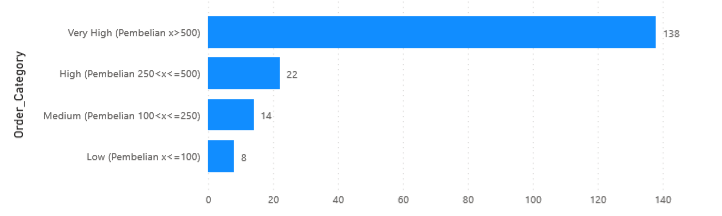 Order_Category
Very High (Pembelian x>500)
138
High (Pembelian 250<x<=500)
22
Medium (Pembelian 100<x<=250)
14
Low (Pembelian x<=100)
8
0 20 40 60 80 100 120 140